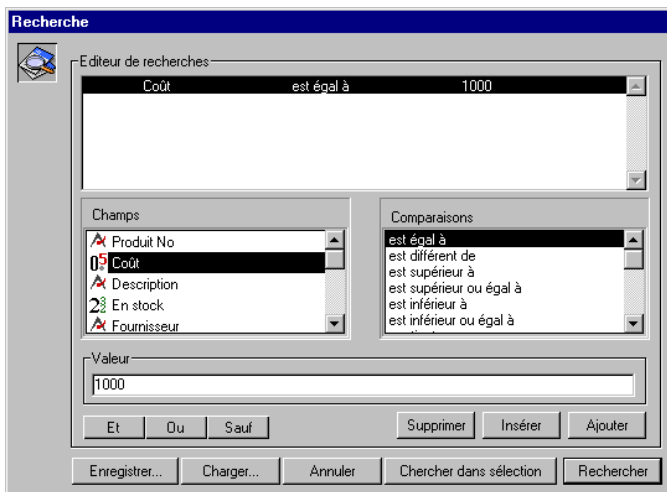 Recherche
Editeur de recherches
Coût est égal à 1000
Champs
Produit No
Coût
Description
En stock
Fournisseur
Comparaisons
est égal à
est différent de
est supérieur à
est supérieur ou égal à
est inférieur à
est inférieur ou égal à
Valeur
1000
Et Ou Sauf Supprimer Insérer Ajouter
Enregistrer... Charger... Annuler Chercher dans sélection Rechercher